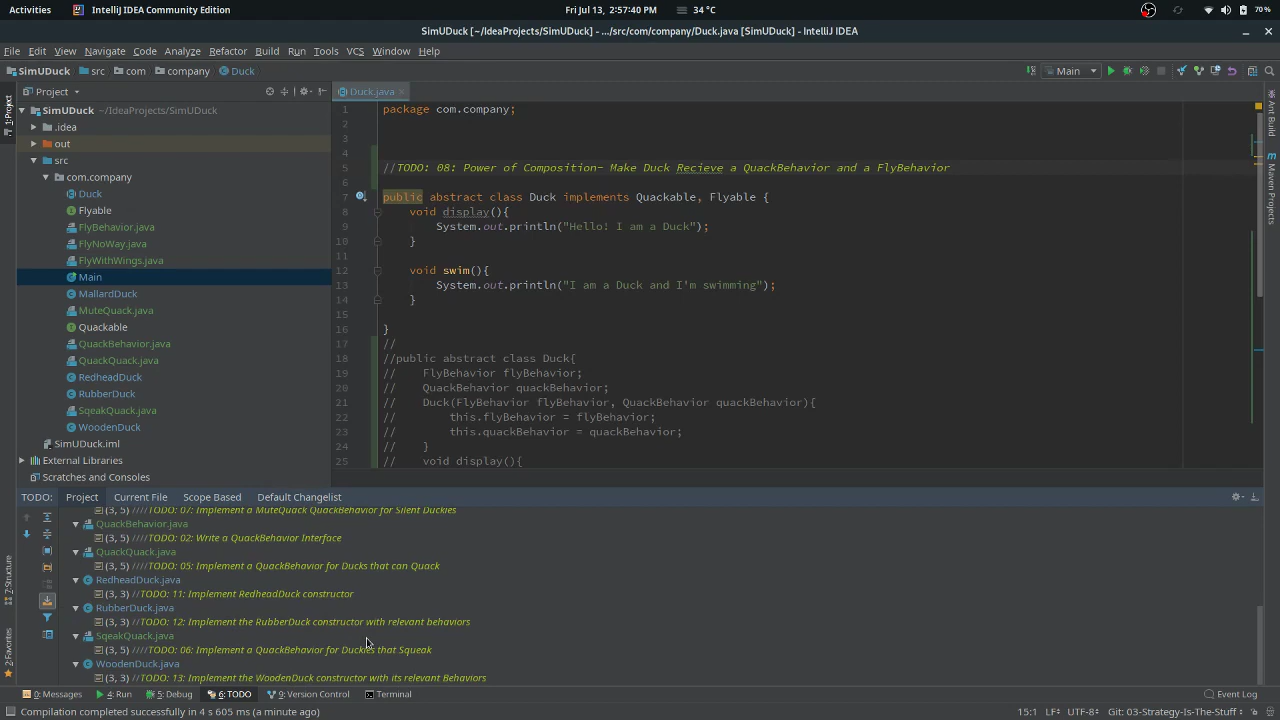 Activities IntelliJ IDEA Community Edition Fri Jul 13, 2:57:40 PM 34 °C 70%
SimUDuck [~/IdeaProjects/SimUDuck] - .../src/com/company/Duck.java [SimUDuck] - IntelliJ IDEA
File Edit View Navigate Code Analyze Refactor Build Run Tools VCS Window Help
SimUDuck src com company Duck Main
Project Duck.java
1:Project
SimUDuck ~/IdeaProjects/SimUDuck
.idea
out
src
com.company
Duck
Flyable
FlyBehavior.java
FlyNoWay.java
FlyWithWings.java
Main
MallardDuck
MuteQuack.java
Quackable
QuackBehavior.java
QuackQuack.java
RedheadDuck
RubberDuck
SqeakQuack.java
WoodenDuck
SimUDuck.iml
External Libraries
Scratches and Consoles
1 package com.company;
2
3
4
5 //TODO: 08: Power of Composition- Make Duck Recieve a QuackBehavior and a FlyBehavior
6
7 public abstract class Duck implements Quackable, Flyable {
8 void display(){
9 System.out.println("Hello! I am a Duck");
10 }
11
12 void swim(){
13 System.out.println("I am a Duck and I'm swimming");
14 }
15
16 }
17 //
18 //public abstract class Duck{
19 // FlyBehavior flyBehavior;
20 // QuackBehavior quackBehavior;
21 // Duck(FlyBehavior flyBehavior, QuackBehavior quackBehavior){
22 // this.flyBehavior = flyBehavior;
23 // this.quackBehavior = quackBehavior;
24 // }
25 // void display(){
Ant Build
Maven Projects
TODO: Project Current File Scope Based Default Changelist
(3, 5) ////TODO: 07: Implement a MuteQuack QuackBehavior for Silent Duckies
QuackBehavior.java
(3, 5) ////TODO: 02: Write a QuackBehavior Interface
QuackQuack.java
(3, 5) ////TODO: 05: Implement a QuackBehavior for Ducks that can Quack
RedheadDuck.java
(3, 3) //TODO: 11: Implement RedheadDuck constructor
RubberDuck.java
(3, 3) //TODO: 12: Implement the RubberDuck constructor with relevant behaviors
SqeakQuack.java
(3, 5) ////TODO: 06: Implement a QuackBehavior for Duckies that Squeak
WoodenDuck.java
(3, 3) //TODO: 13: Implement the WoodenDuck constructor with its relevant Behaviors
7: Structure
2: Favorites
0: Messages 4: Run 5: Debug 6: TODO 9: Version Control Terminal Event Log
Compilation completed successfully in 4 s 605 ms (a minute ago) 15:1 LF÷ UTF-8÷ Git: 03-Strategy-Is-The-Stuff÷